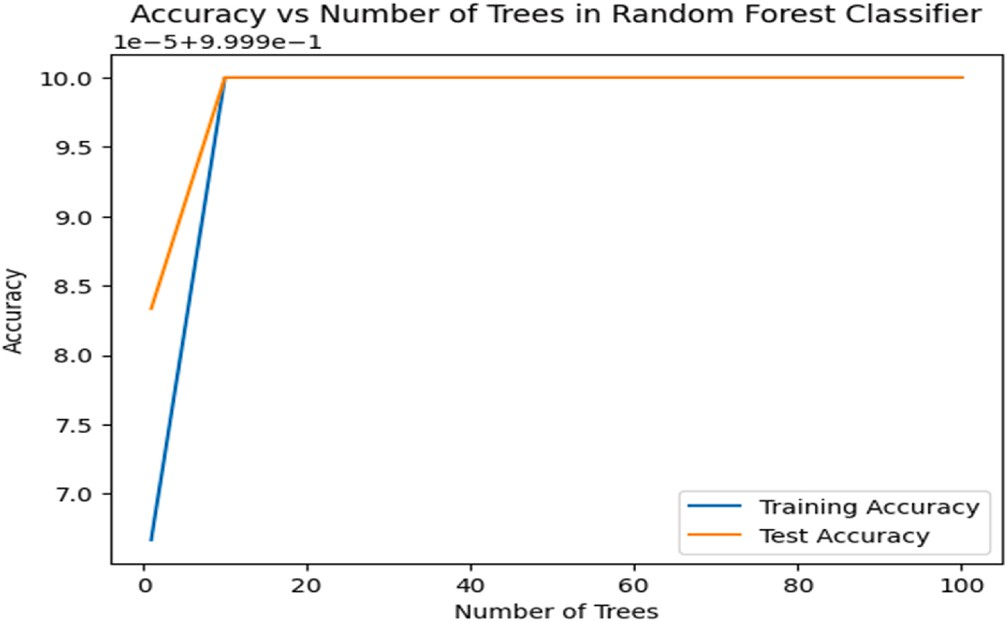 Accuracy vs Number of Trees in Random Forest Classifier
1e−5+9.999e−1
10.0
9.5
9.0
8.5
8.0
7.5
7.0
Accuracy
Training Accuracy
Test Accuracy
0 20 40 60 80 100
Number of Trees